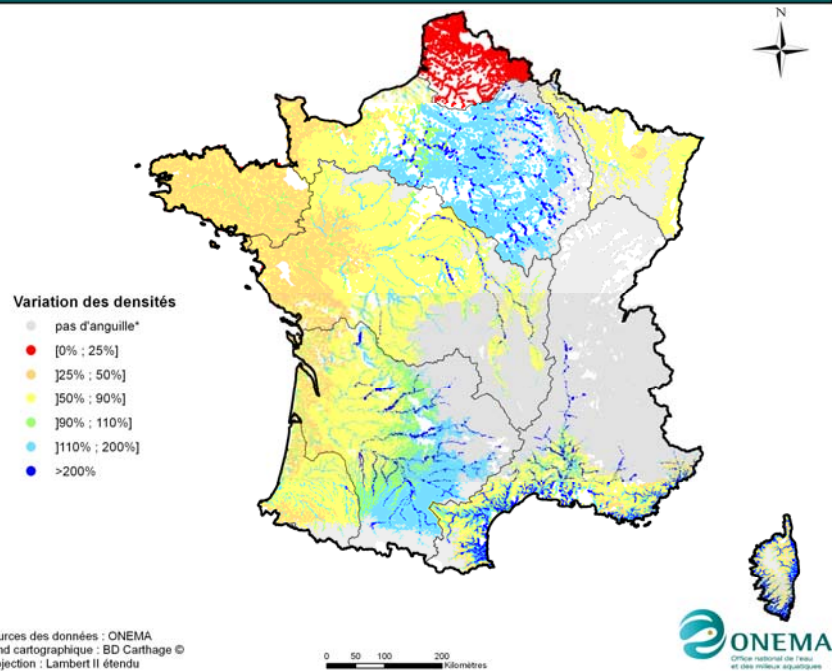 N
Variation des densités
pas d'anguille*
[0% ; 25%]
]25% ; 50%]
]50% ; 90%]
]90% ; 110%]
]110% ; 200%]
>200%
urces des données : ONEMA
nd cartographique : BD Carthage ©
ojection : Lambert II étendu
0 50 100 200
Kilomètres
ONEMA
Office national de l'eau
et des milieux aquatiques